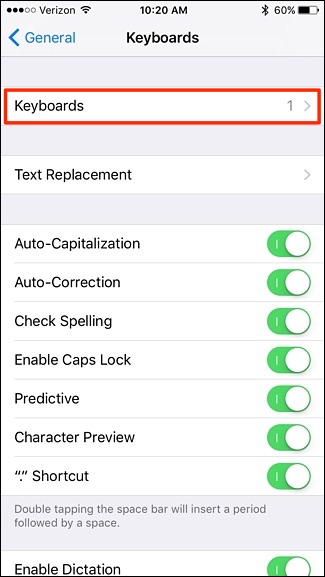 Verizon 10:20 AM 60%
General Keyboards
Keyboards 1
Text Replacement
Auto-Capitalization
Auto-Correction
Check Spelling
Enable Caps Lock
Predictive
Character Preview
“.” Shortcut
Double tapping the space bar will insert a period
followed by a space.
Enable Dictation